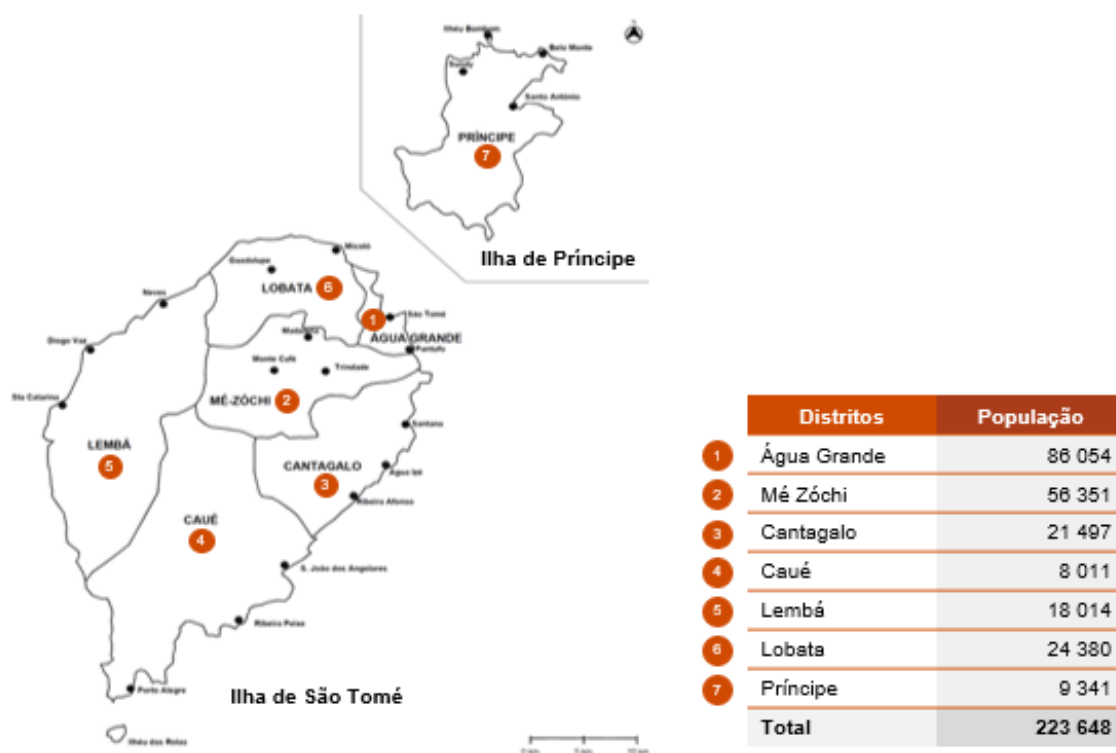 Ilhéu Bombom
Belo Monte
Sundy
Santo António
PRÍNCIPE
7
Ilha de Príncipe
Micoló
Guadalupe
LOBATA 6
Neves
1 São Tomé
ÁGUA GRANDE
Diogo Vaz
Pantufo
Monte Café
Trindade
MÉ-ZÓCHI 2
Sta Catarina
Santana
LEMBÁ
5
CANTAGALO
Água Izé
3
Ribeira Afonso
CAUÉ
4
S. João dos Angolares
Ribeira Peixe
Porto Alegre
Ilha de São Tomé
Ilhéu das Rolas
Distritos População
1 Água Grande 86 054
2 Mé Zóchi 56 351
3 Cantagalo 21 497
4 Caué 8 011
5 Lembá 18 014
6 Lobata 24 380
7 Príncipe 9 341
Total 223 648